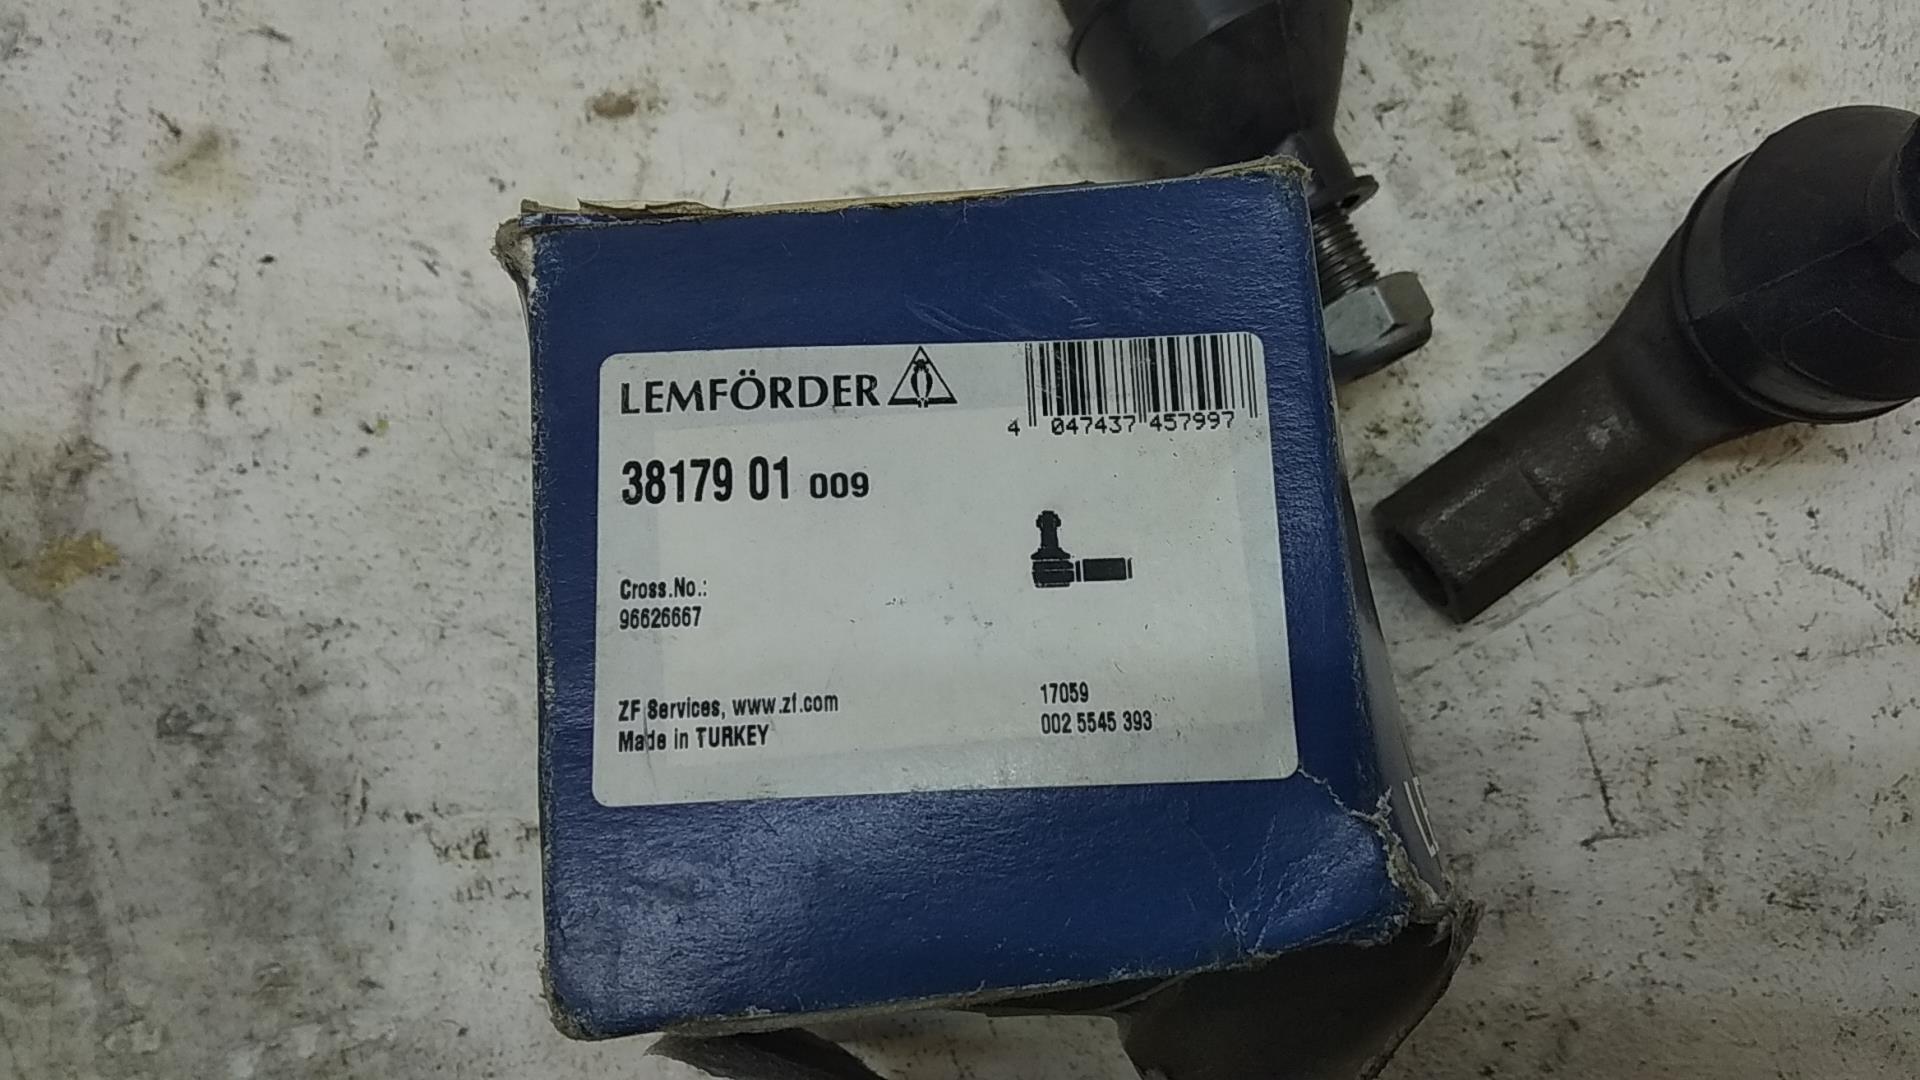 LEMFÖRDER
4 047437 457997
38179 01 009
Cross.No.:
96626667
17059
ZF Services, www.zf.com
002 5545 393
Made in TURKEY